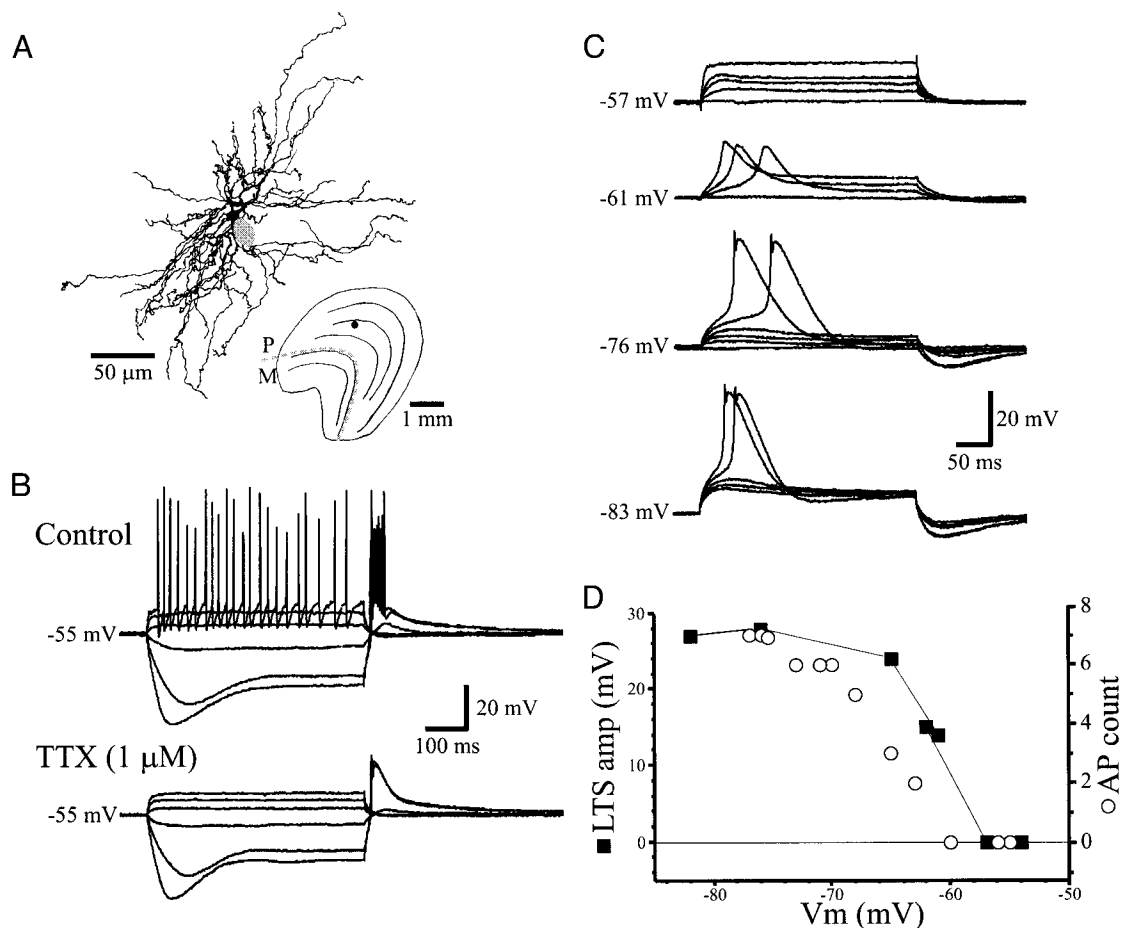 A
50 µm
P
M
1 mm
B
Control
-55 mV
20 mV
100 ms
TTX (1 µM)
-55 mV
C
-57 mV
-61 mV
-76 mV
20 mV
50 ms
-83 mV
D
30
20
10
0
■ LTS amp (mV)
8
6
4
2
0
○ AP count
-80
-70
-60
-50
Vm (mV)